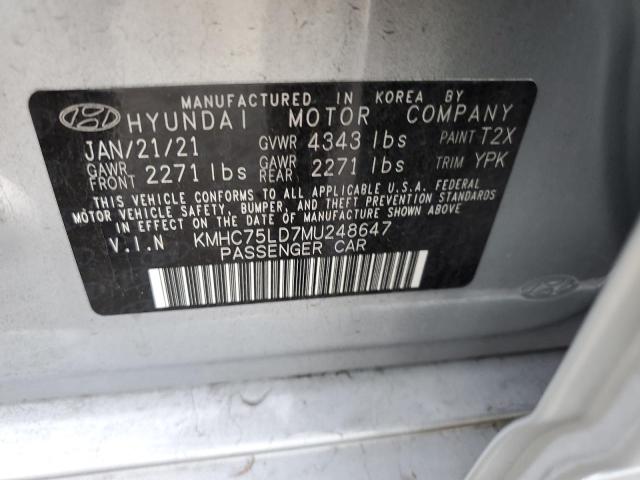 MANUFACTURED IN KOREA BY
HYUNDAI MOTOR COMPANY
JAN/21/21 GVWR 4343 lbs PAINT T2X
GAWR FRONT 2271 lbs GAWR REAR 2271 lbs TRIM YPK
THIS VEHICLE CONFORMS TO ALL APPLICABLE U.S.A. FEDERAL
MOTOR VEHICLE SAFETY, BUMPER, AND THEFT PREVENTION STANDARDS
IN EFFECT ON THE DATE OF MANUFACTURE SHOWN ABOVE.
V.I.N KMHC75LD7MU248647
PASSENGER CAR